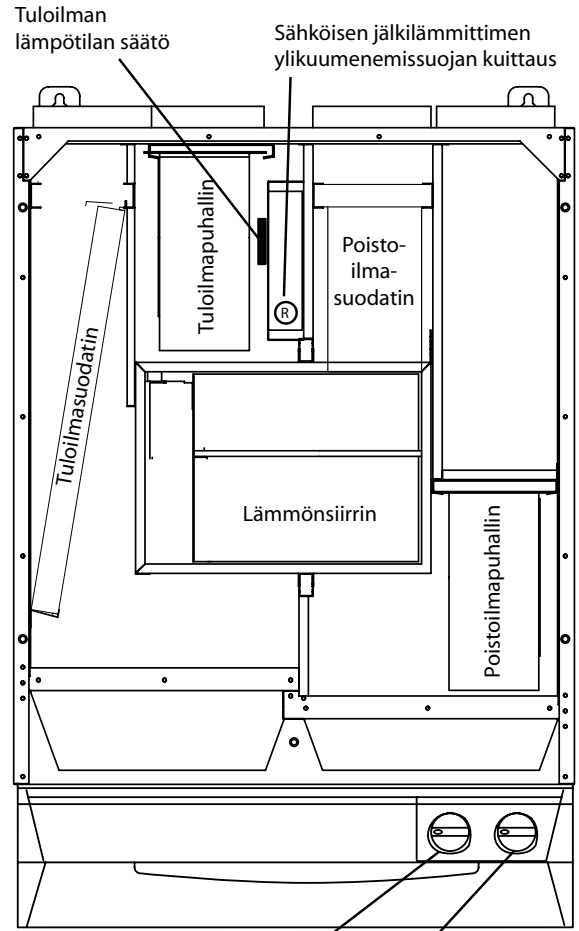 Tuloilman
lämpötilan säätö
Sähköisen jälkilämmittimen
ylikuumenemissuojan kuittaus
Tuloilmasuodatin
Tuloilmapuhallin
R
Poisto-
ilma-
suodatin
Lämmönsiirrin
Poistoilmapuhallin